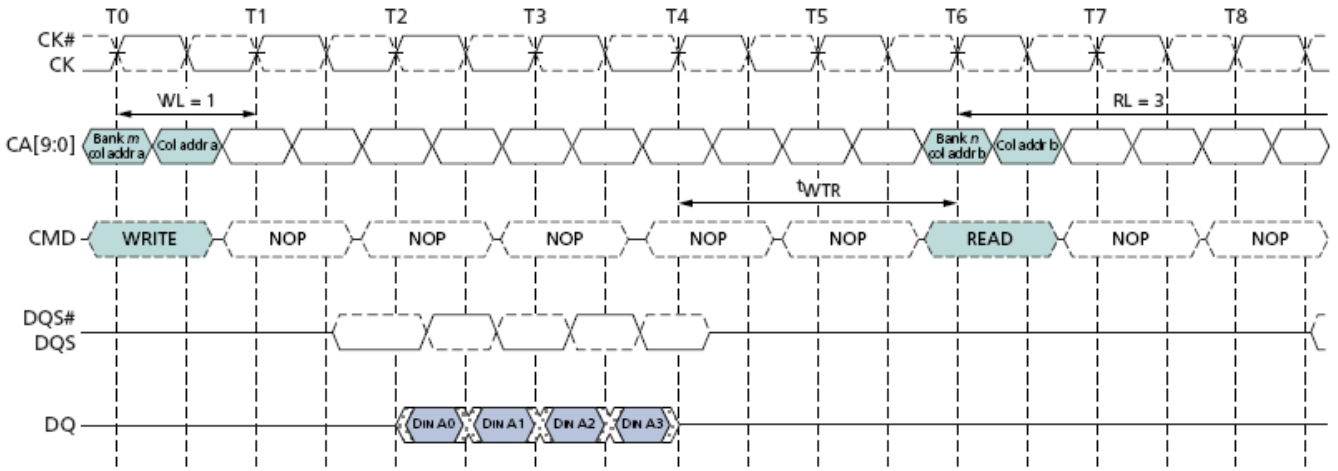 T0 T1 T2 T3 T4 T5 T6 T7 T8
CK#
CK
WL = 1 RL = 3
CA[9:0] Bank m col addr a Col addr a Bank n col addr b Col addr b
tWTR
CMD WRITE NOP NOP NOP NOP NOP READ NOP NOP
DQS#
DQS
DQ DIN A0 DIN A1 DIN A2 DIN A3